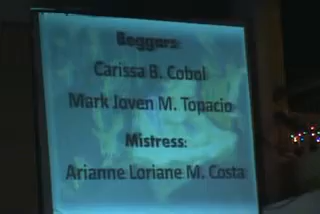 Beggars:
Carissa B. Cobol
Mark Joven M. Topacio
Mistress:
Arianne Loriane M. Costa